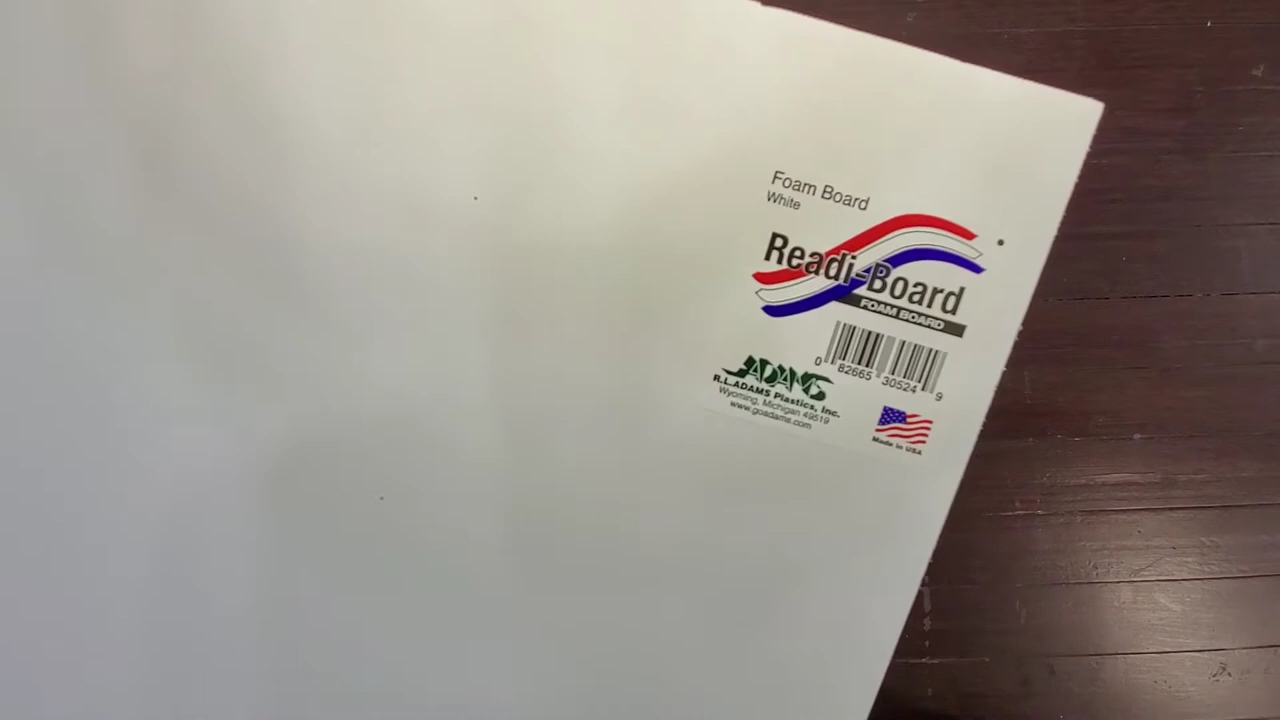 Foam Board
White
Readi-Board
FOAM BOARD
0 82665 30524 9
ADAMS
R.L.ADAMS Plastics, Inc.
Wyoming, Michigan 49519
www.goadams.com
Made in USA